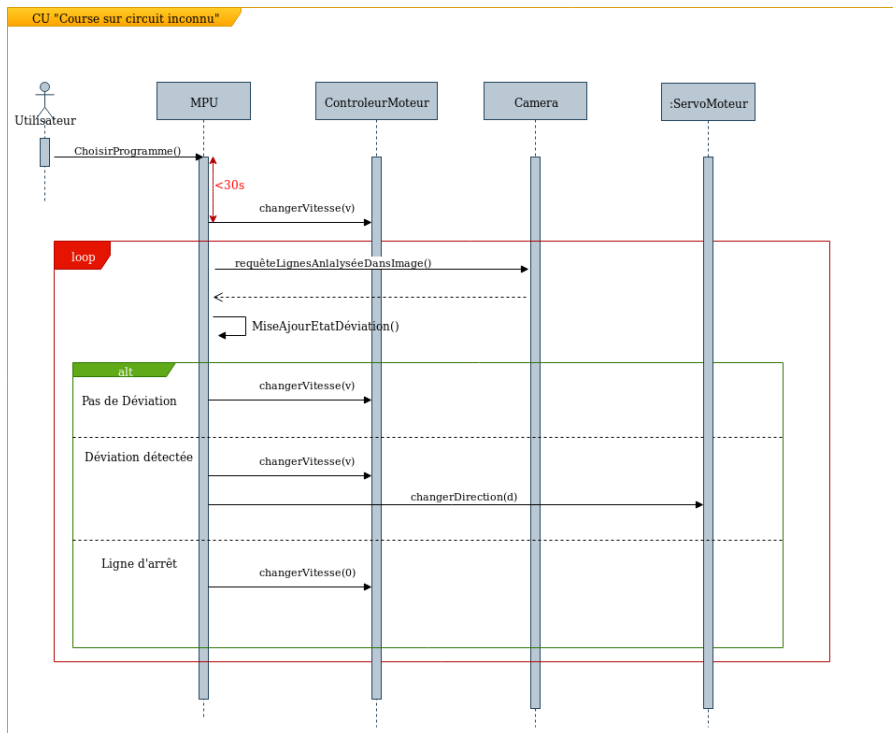 CU "Course sur circuit inconnu"
Utilisateur
MPU
ControleurMoteur
Camera
:ServoMoteur
ChoisirProgramme()
<30s
changerVitesse(v)
loop
requêteLignesAnlalyséeDansImage()
MiseAjourEtatDéviation()
alt
changerVitesse(v)
Pas de Déviation
Déviation détectée
changerVitesse(v)
changerDirection(d)
Ligne d'arrêt
changerVitesse(0)